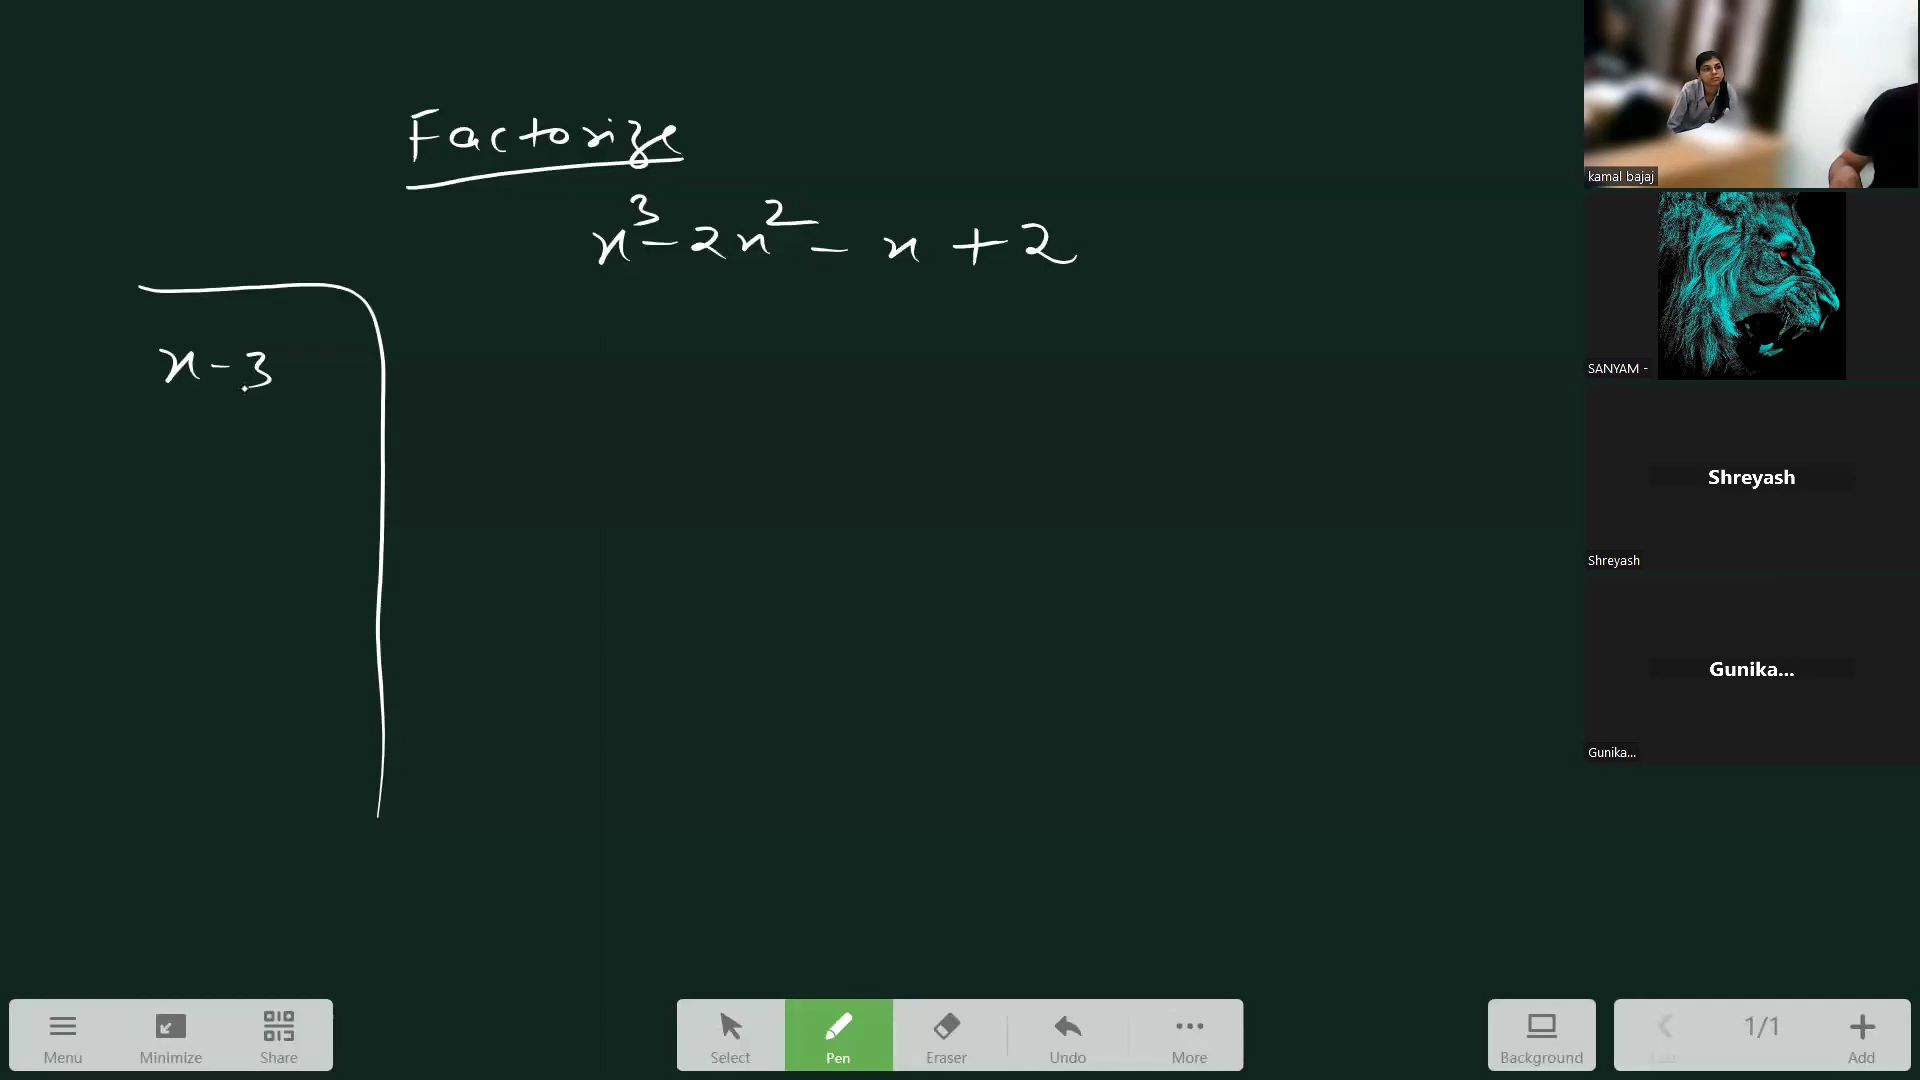 Factorize
x³ - 2x² - x + 2
x - 3
kamal bajaj
SANYAM -
Shreyash
Shreyash
Gunika...
Gunika...
Menu
Minimize
Share
Select
Pen
Eraser
Undo
More
Background
1/1
Add